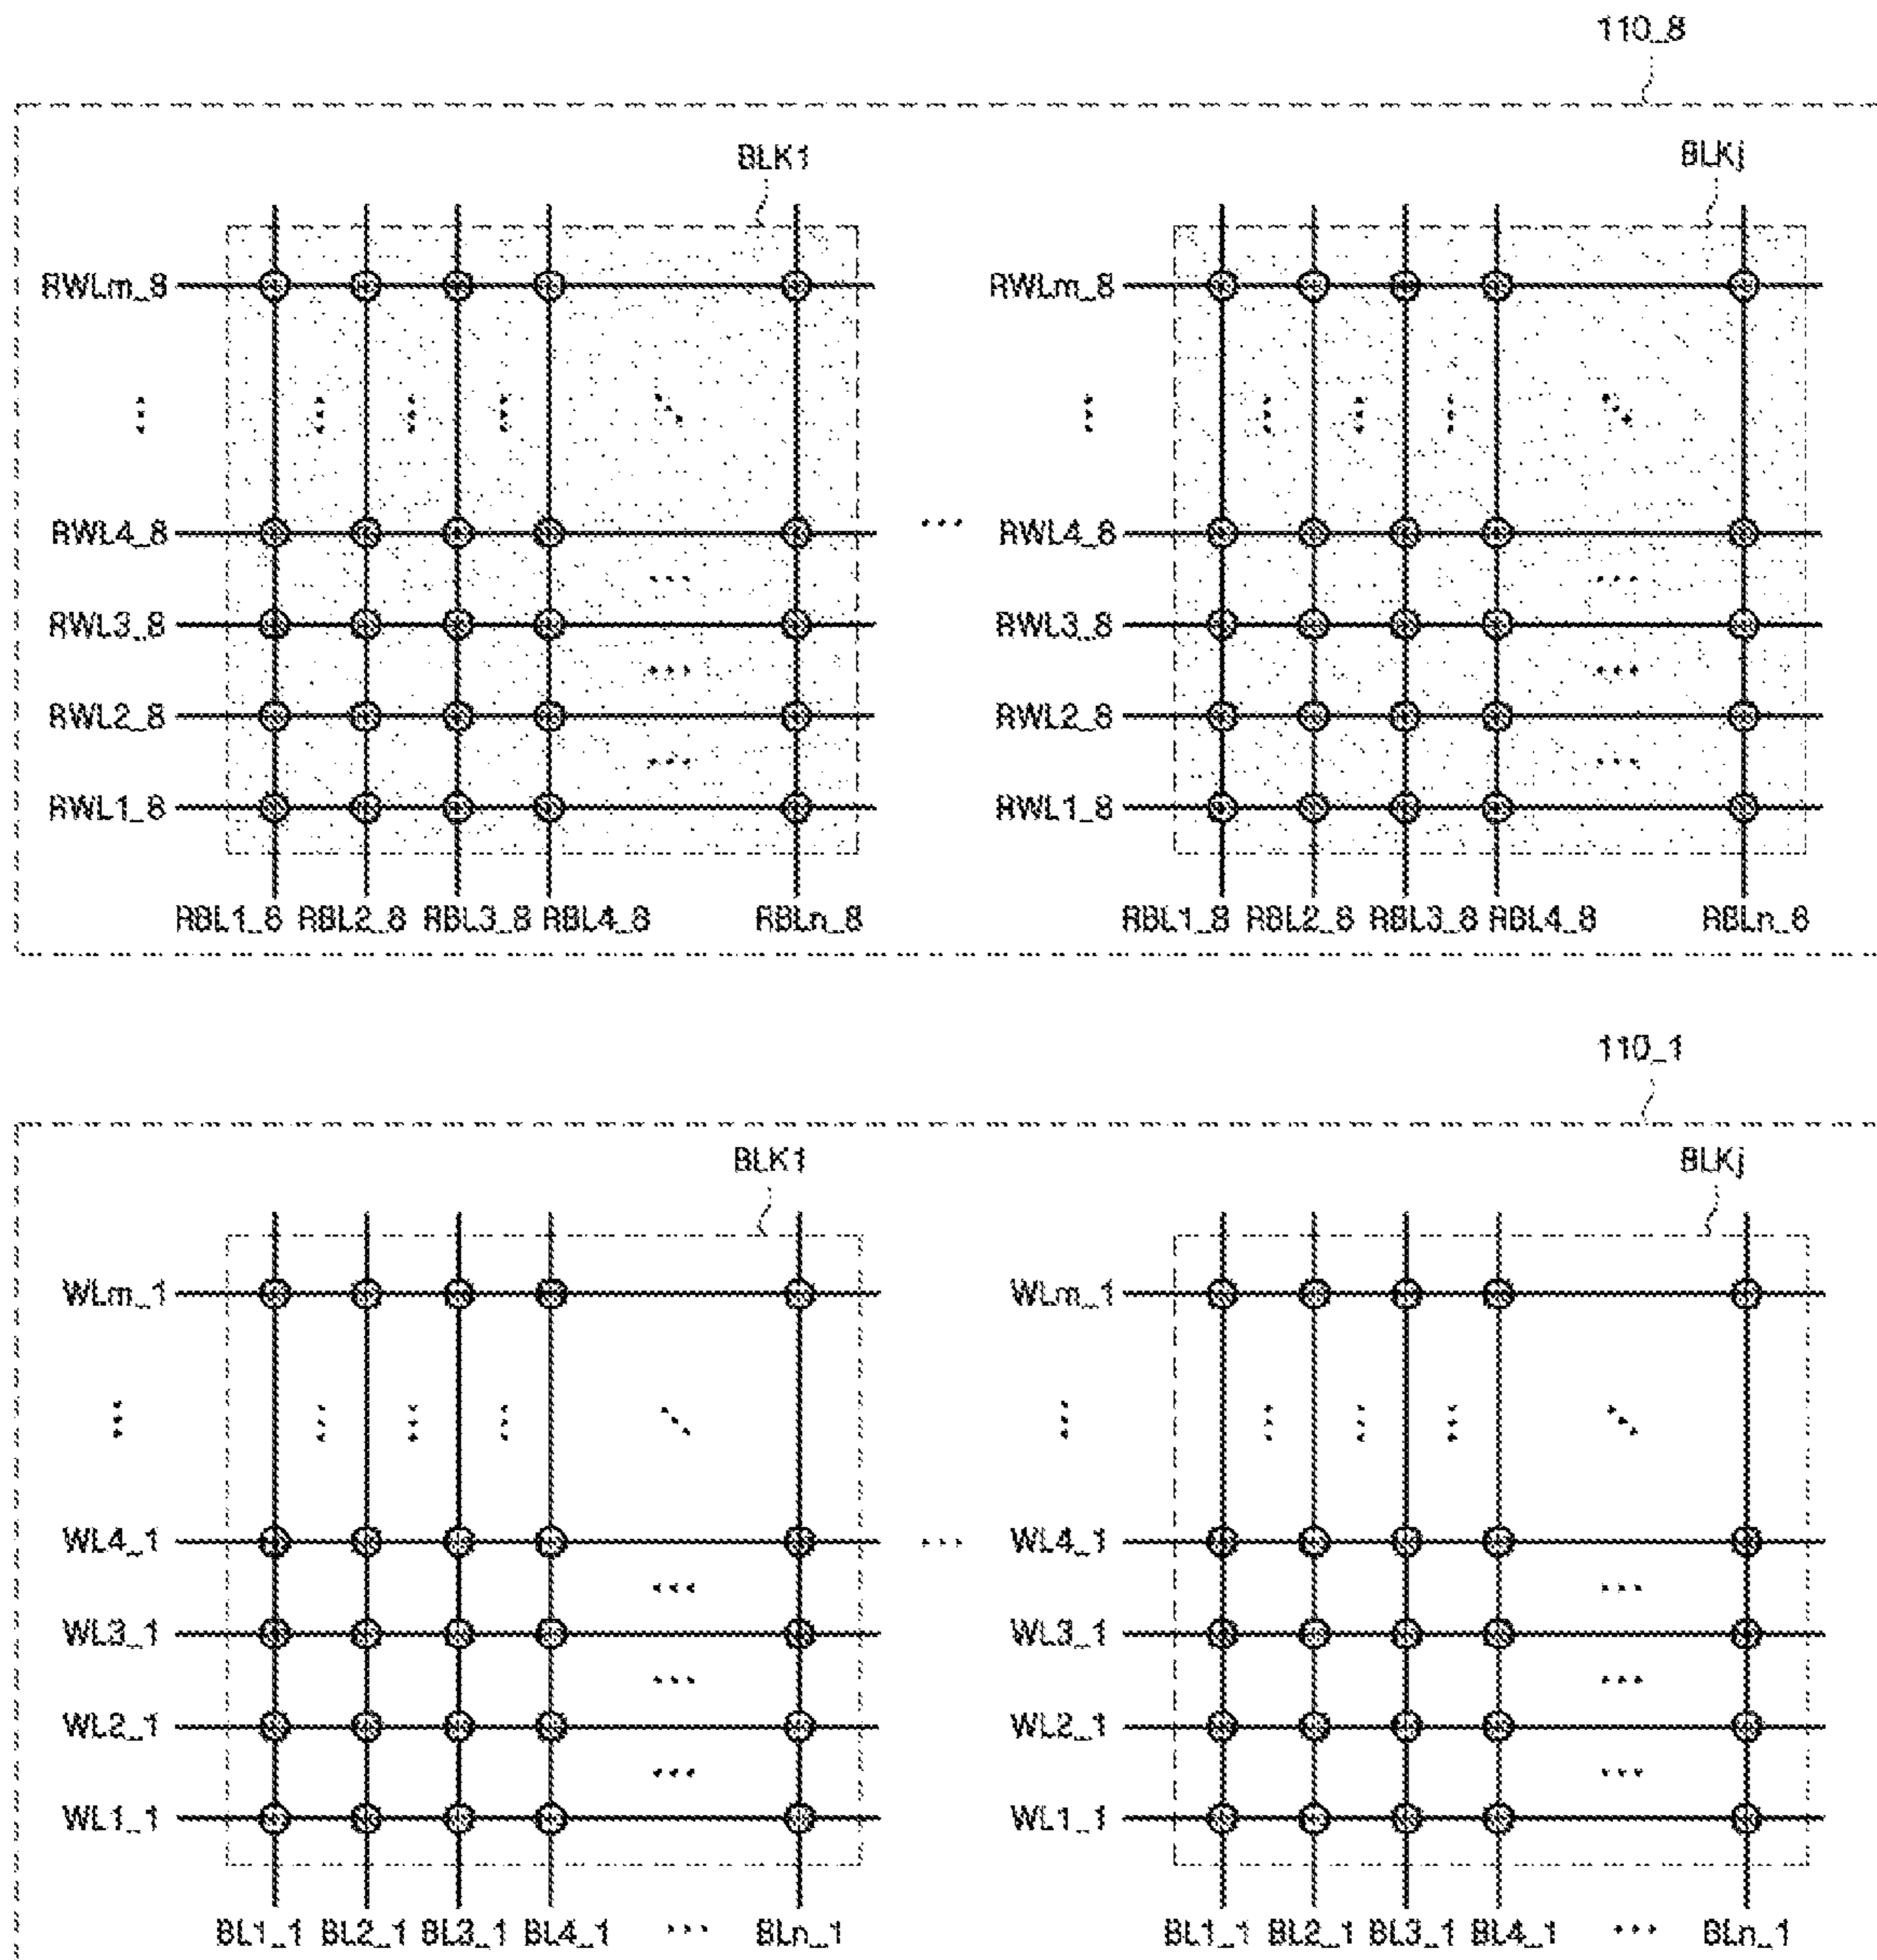 110_8
BLK1 BLKj
RWLm_8 RWLm_8
RWL4_8 ... RWL4_8
RWL3_8 RWL3_8
RWL2_8 RWL2_8
RWL1_8 RWL1_8
RBL1_8 RBL2_8 RBL3_8 RBL4_8 RBLn_8 RBL1_8 RBL2_8 RBL3_8 RBL4_8 RBLn_8
110_1
BLK1 BLKj
WLm_1 WLm_1
WL4_1 ... WL4_1
WL3_1 WL3_1
WL2_1 WL2_1
WL1_1 WL1_1
BL1_1 BL2_1 BL3_1 BL4_1 ... BLn_1 BL1_1 BL2_1 BL3_1 BL4_1 ... BLn_1